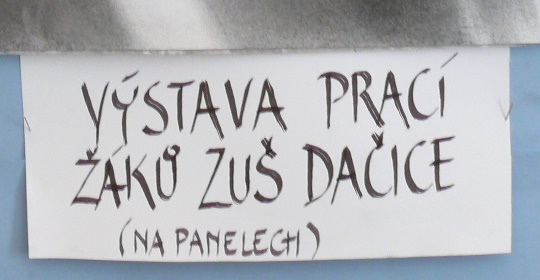 VÝSTAVA PRACÍ
ŽÁKŮ ZUŠ DAČICE
(NA PANELECH)